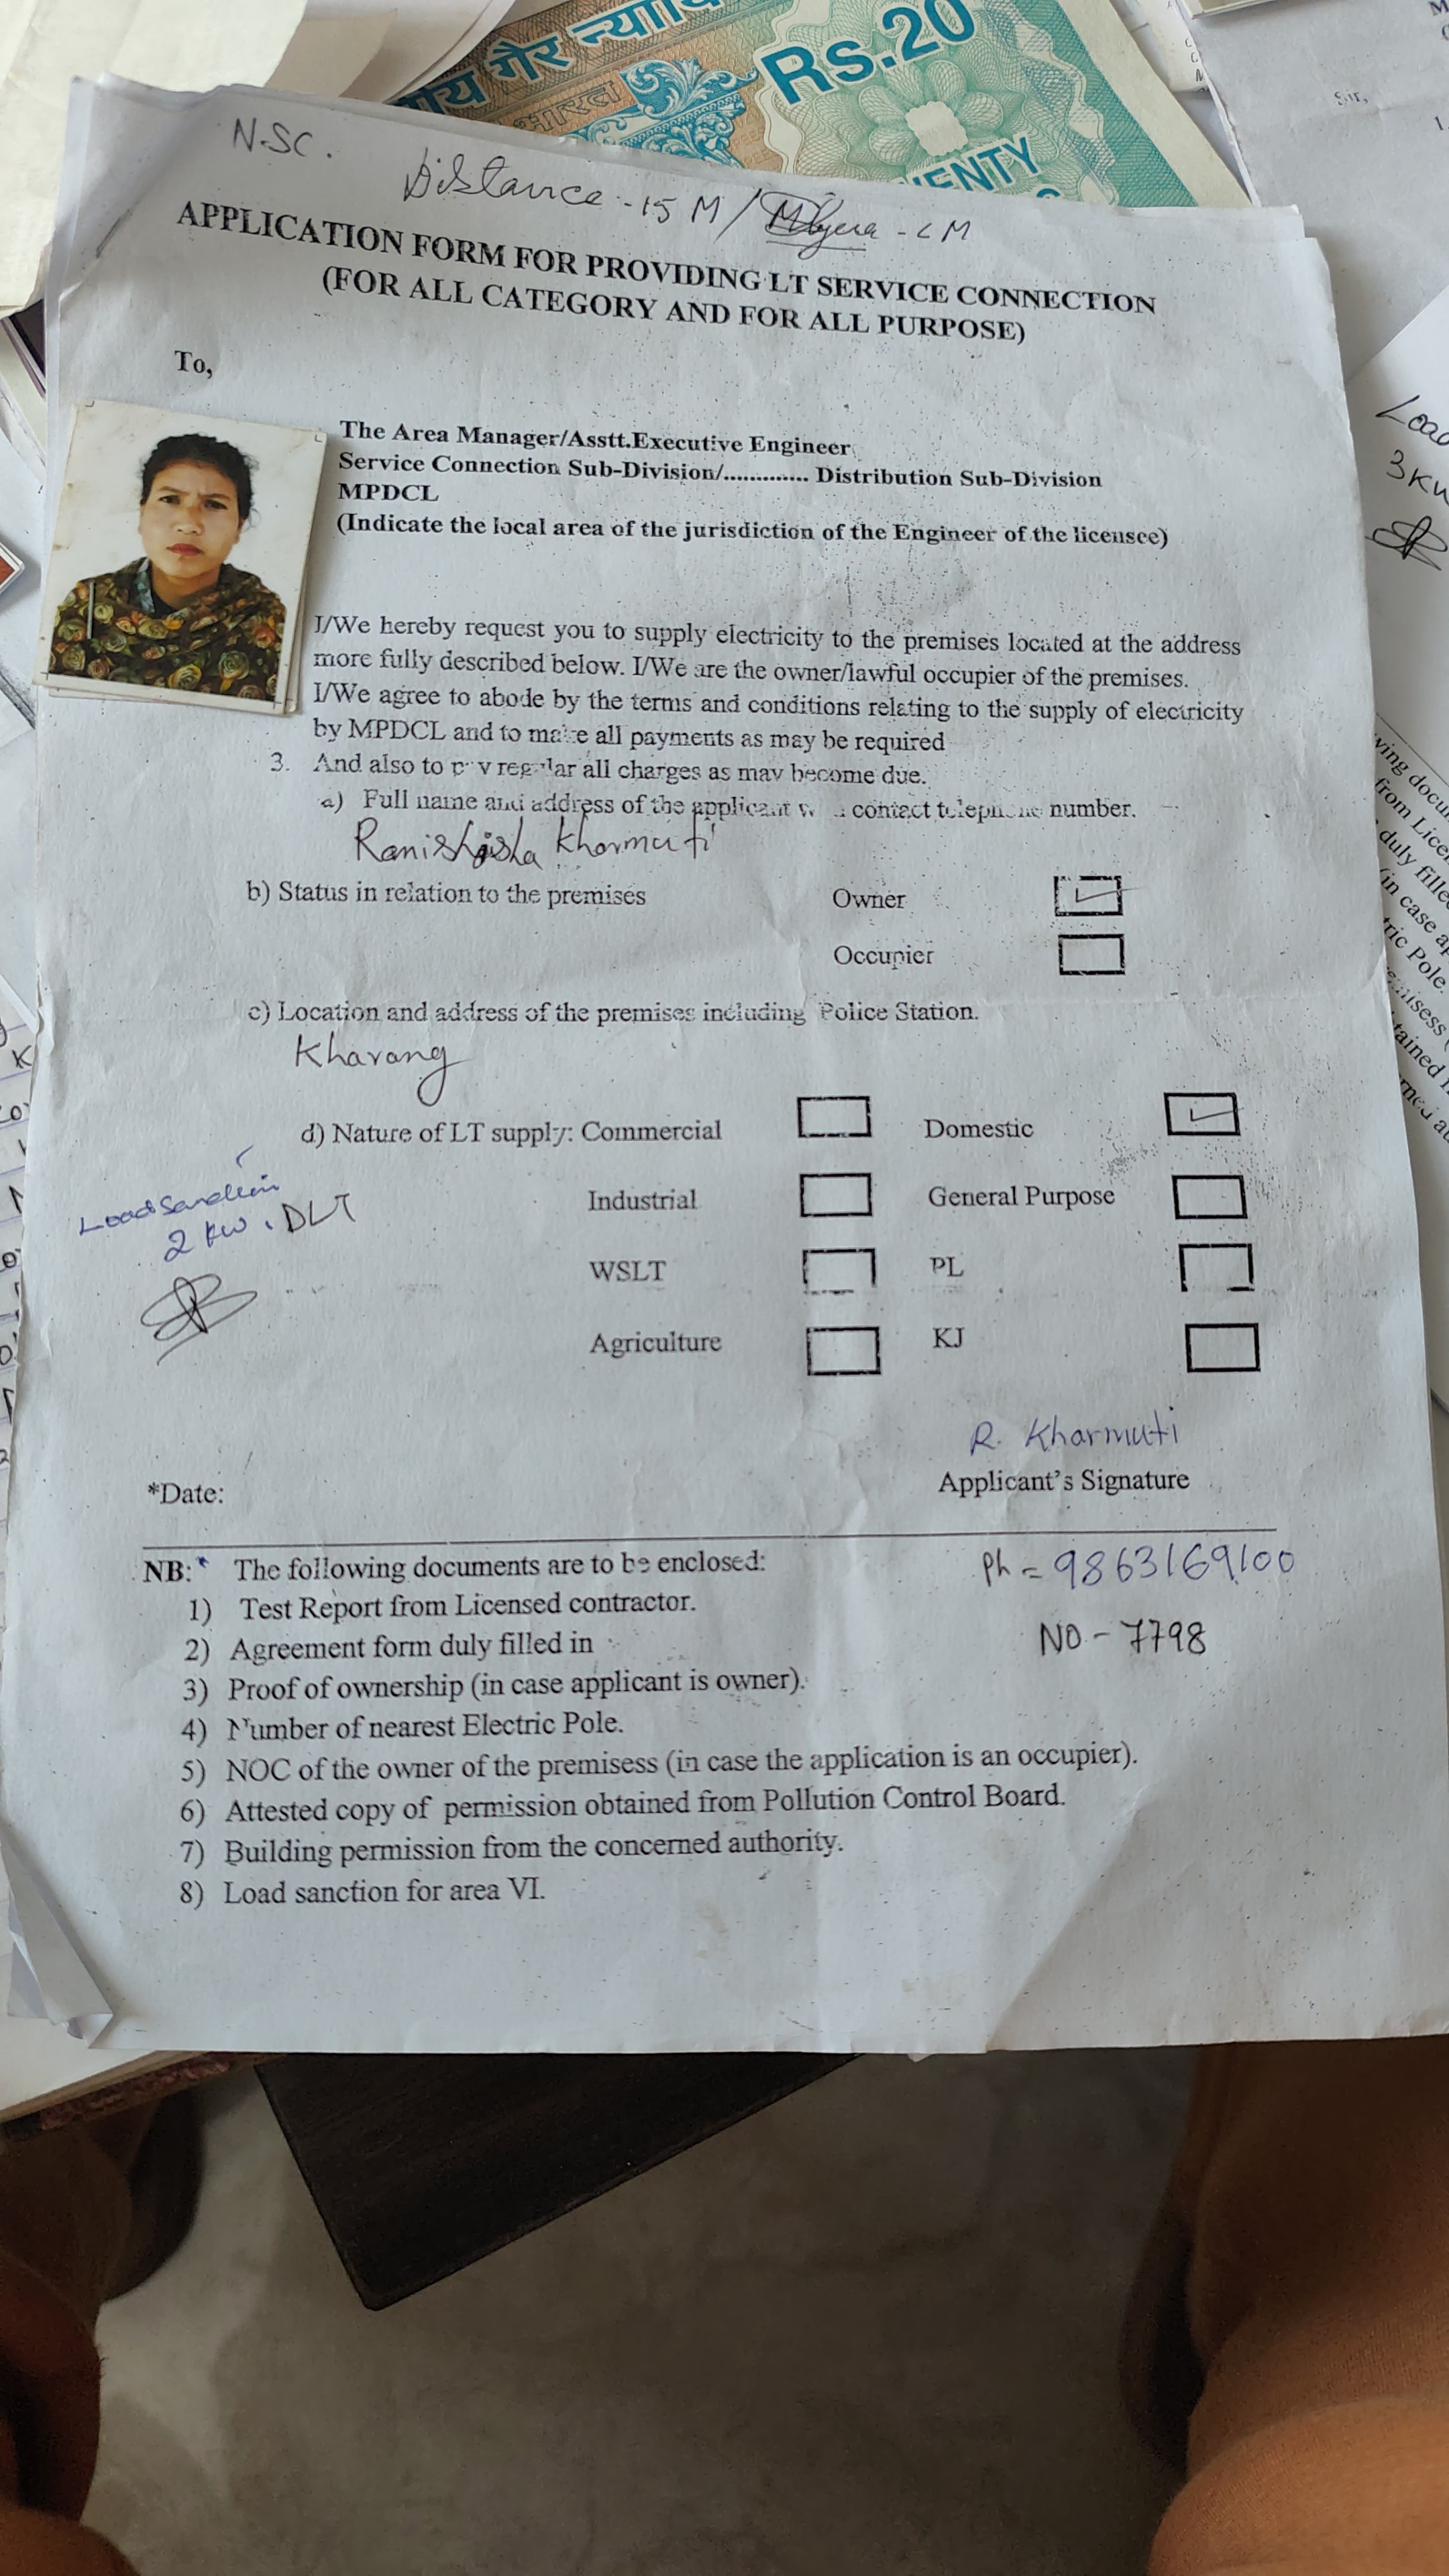 य गैर न्यायि
Rs.20
भारत
ENTY
Sir,
N.SC.
Distance - 15 M /
APPLICATION FORM FOR PROVIDING LT SERVICE CONNECTION
(FOR ALL CATEGORY AND FOR ALL PURPOSE)
To,
The Area Manager/Asstt.Executive Engineer
Service Connection Sub-Division/............. Distribution Sub-Division
MPDCL
(Indicate the local area of the jurisdiction of the Engineer of the licensee)
I/We hereby request you to supply electricity to the premises located at the address
more fully described below. I/We are the owner/lawful occupier of the premises.
I/We agree to abode by the terms and conditions relating to the supply of electricity
by MPDCL and to make all payments as may be required
3. And also to pay regular all charges as may become due.
a) Full name and address of the applicant contact telephone number.
Kharmuti
b) Status in relation to the premises Owner
Occupier
c) Location and address of the premises including Police Station.
Kharang
d) Nature of LT supply: Commercial Domestic
Load Sanction
2 kw. DLT
Industrial General Purpose
WSLT PL
Agriculture KJ
R. Kharmuti
*Date: Applicant's Signature
NB:* The following documents are to be enclosed:
Ph = 9863169100
1) Test Report from Licensed contractor.
2) Agreement form duly filled in
NO - 7798
3) Proof of ownership (in case applicant is owner).
4) Number of nearest Electric Pole.
5) NOC of the owner of the premisess (in case the application is an occupier).
6) Attested copy of permission obtained from Pollution Control Board.
7) Building permission from the concerned authority.
8) Load sanction for area VI.
Load
3KW